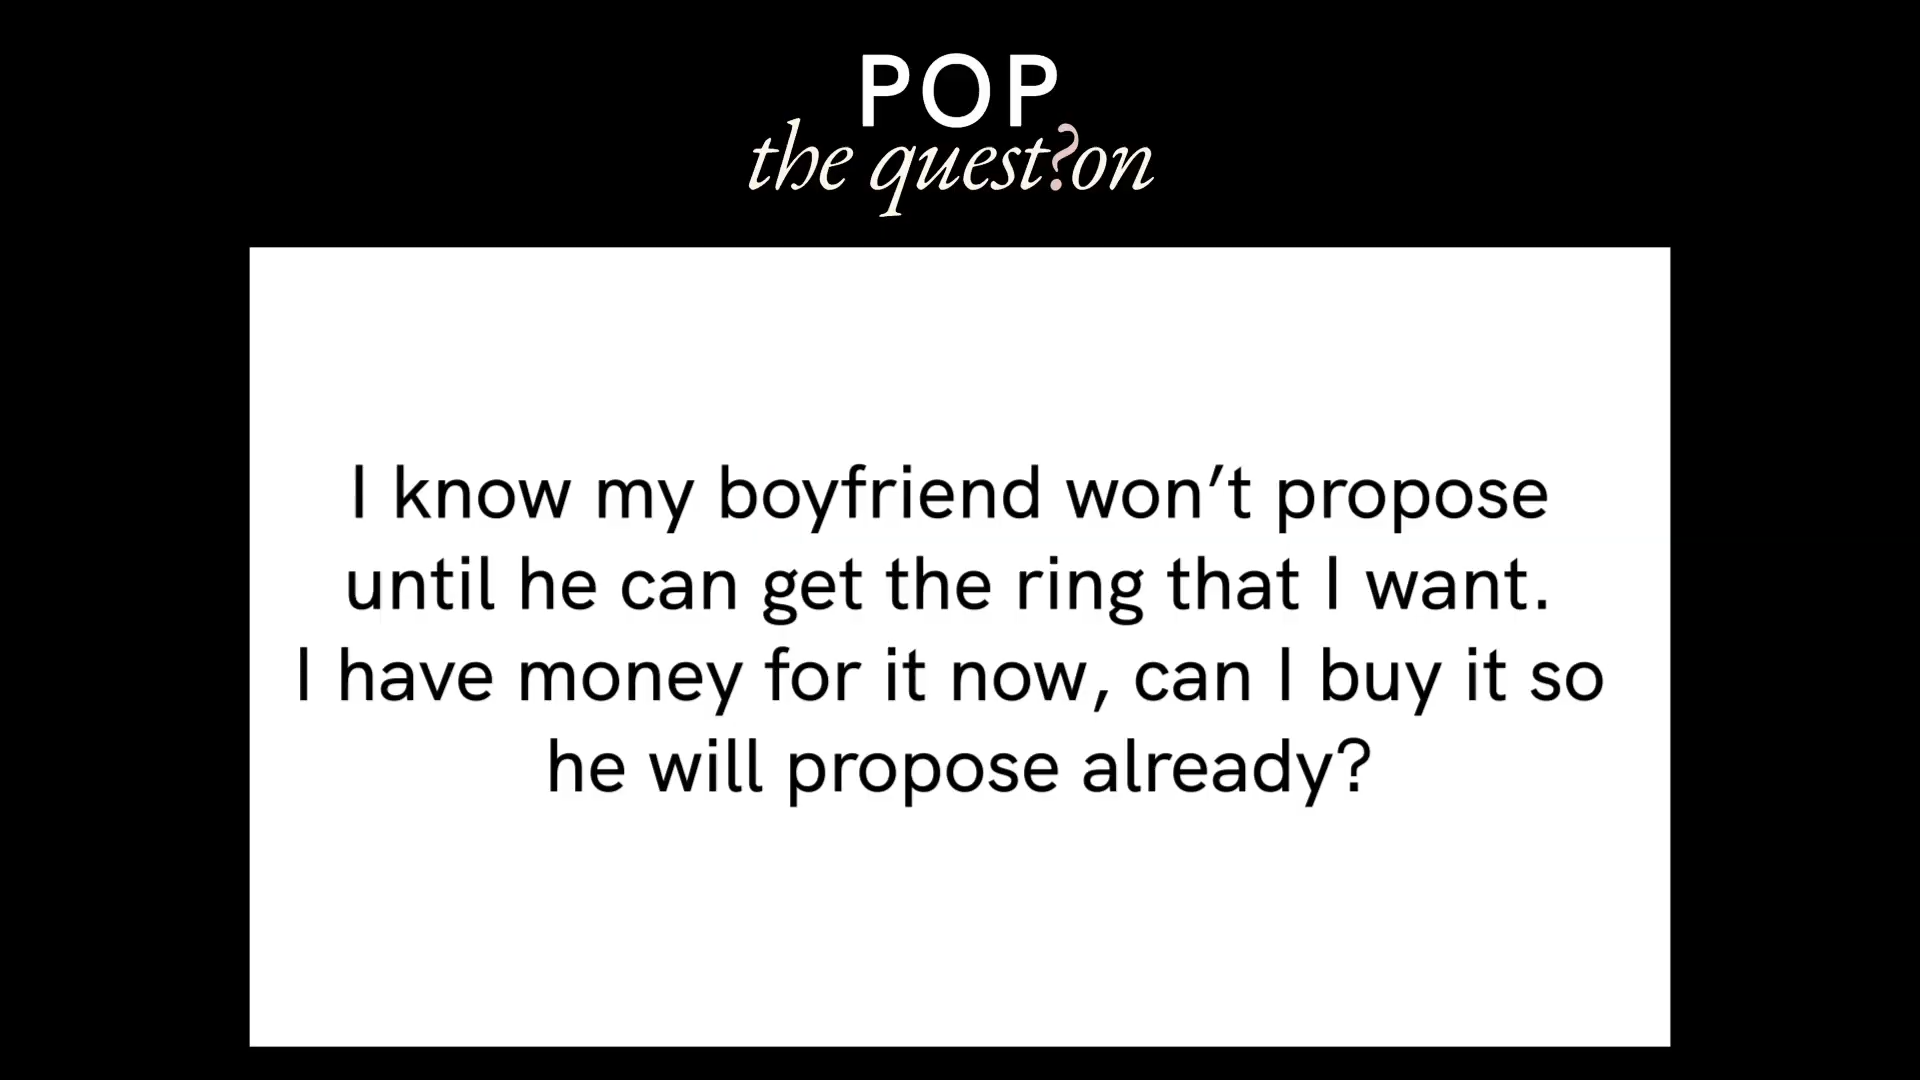 POP
the quest?on
I know my boyfriend won’t propose
until he can get the ring that I want.
I have money for it now, can I buy it so
he will propose already?